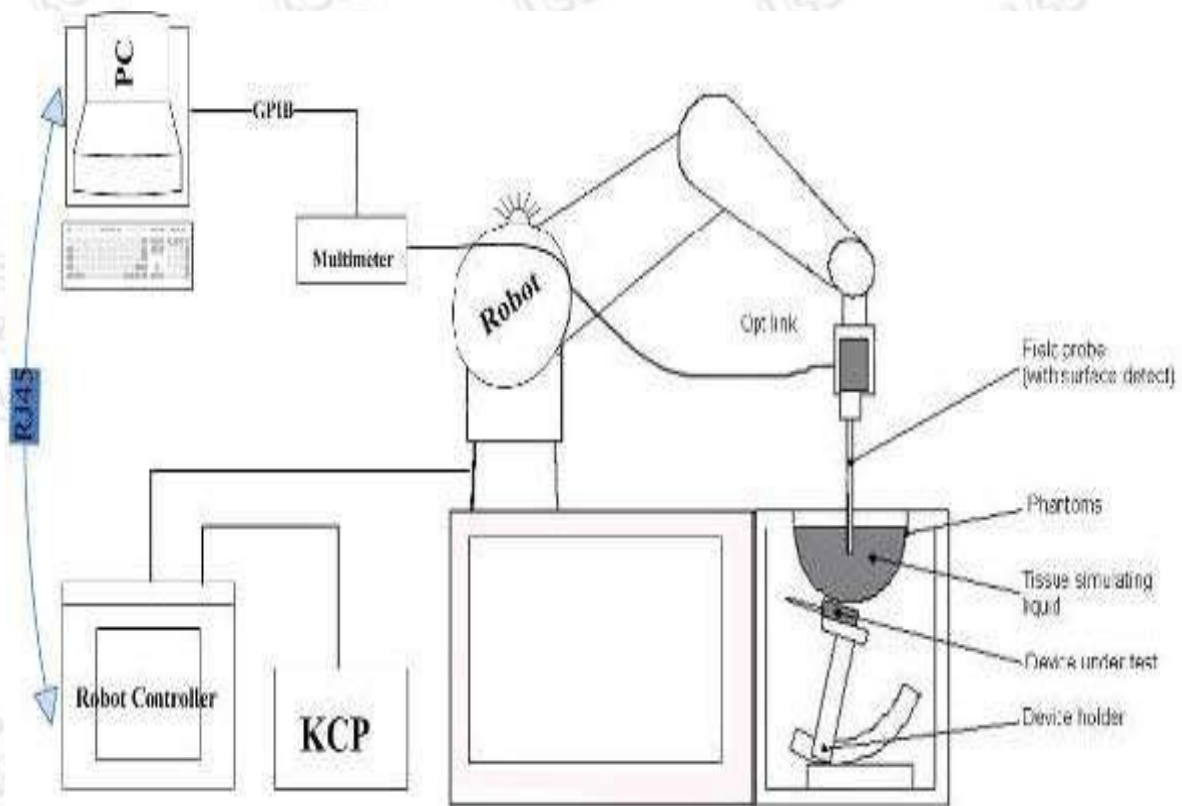 PC
GPIB
Multimeter
Robot
Opt link
Field probe
(with surface detect)
RJ45
Phantoms
Tissue simulating
liquid
Device under test
Robot Controller
KCP
Device holder